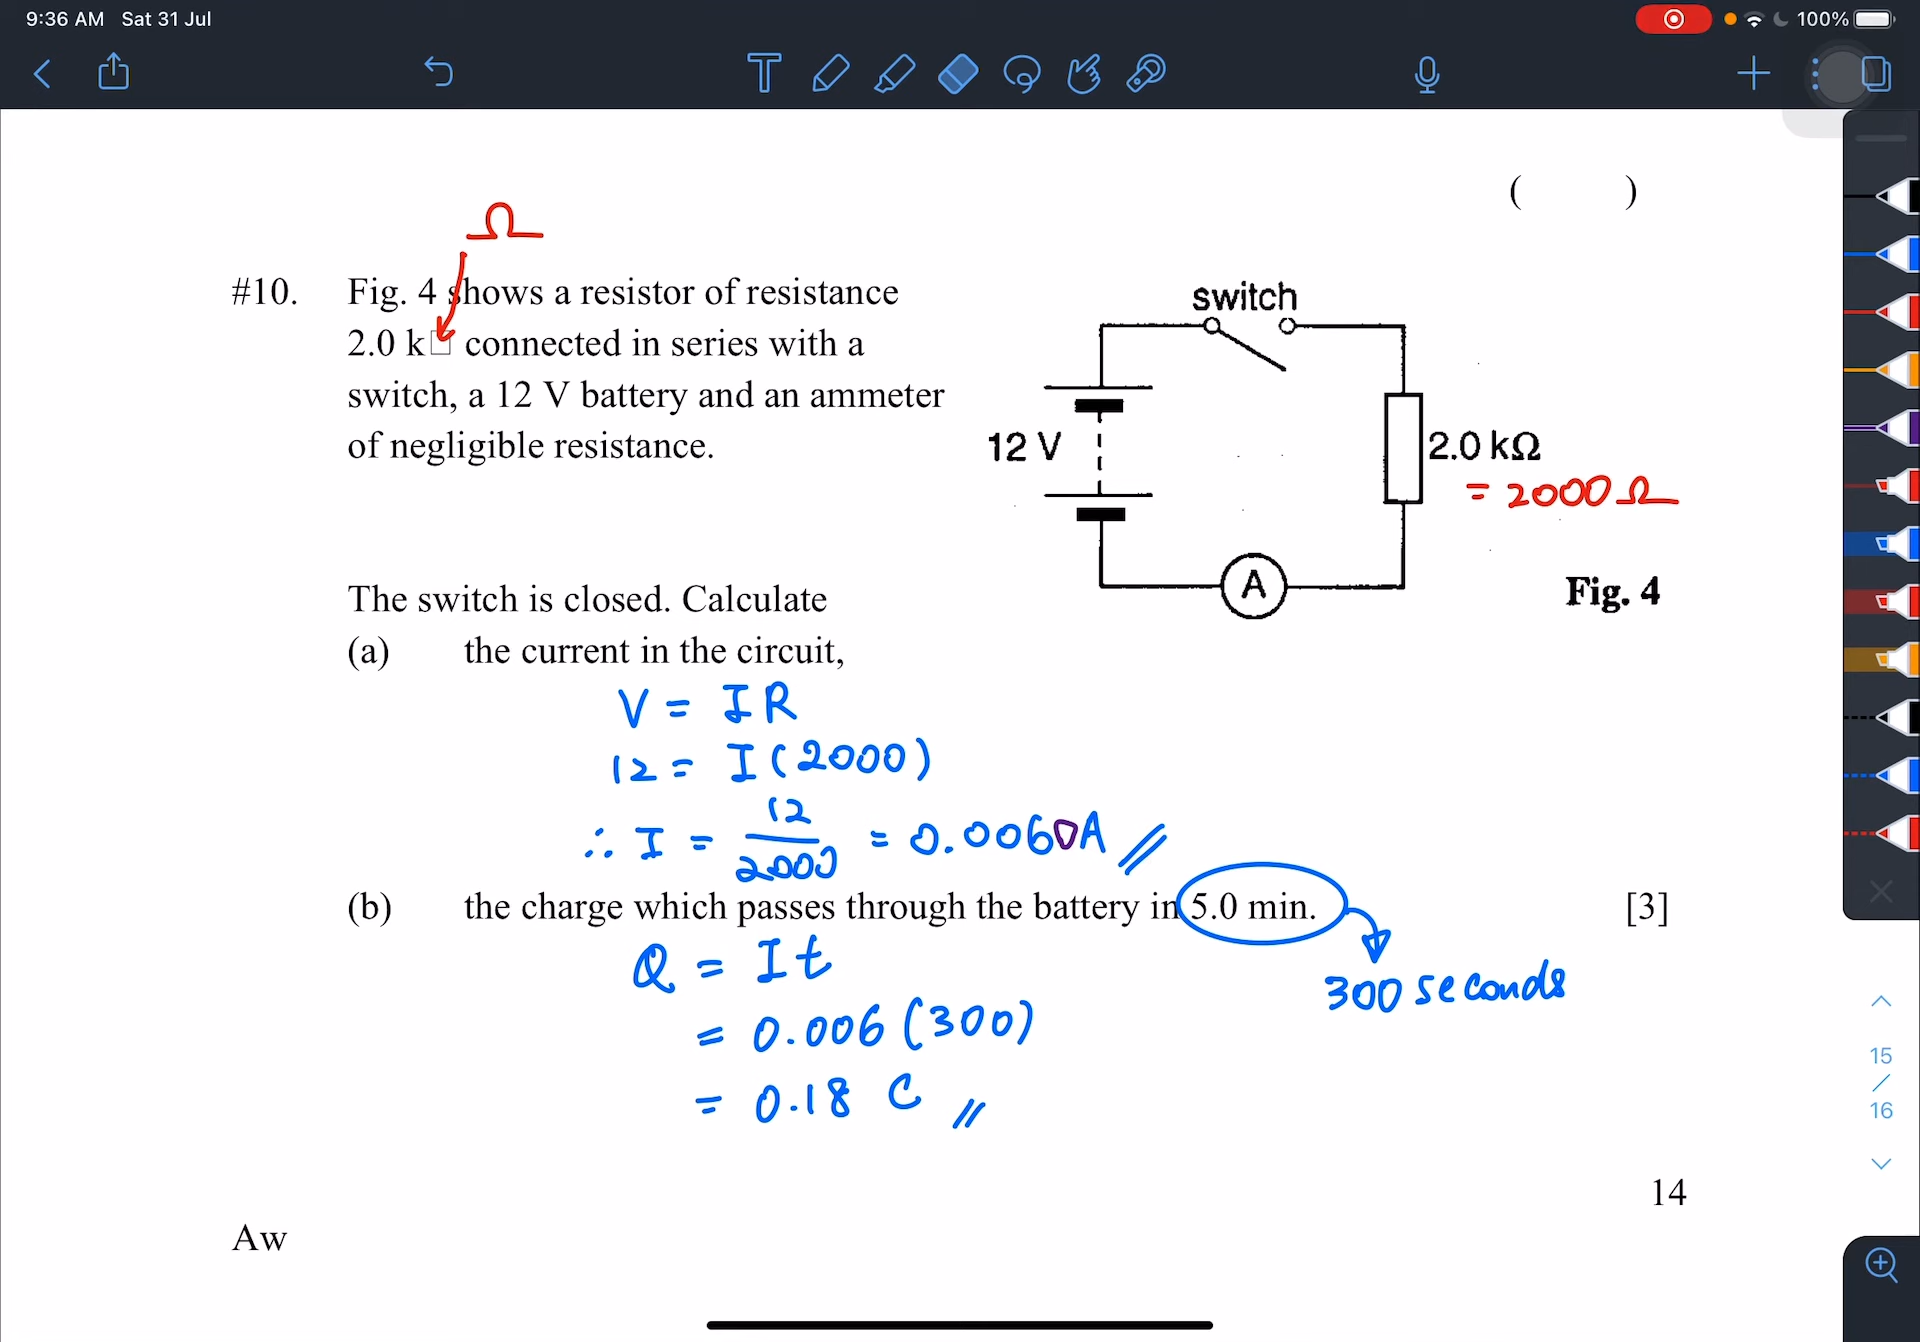 9:36 AM Sat 31 Jul
100%
( )
Ω
#10. Fig. 4 shows a resistor of resistance
2.0 k□ connected in series with a
switch, a 12 V battery and an ammeter
of negligible resistance.
switch
12 V
2.0 kΩ
= 2000 Ω
A
Fig. 4
The switch is closed. Calculate
(a) the current in the circuit,
V = IR
12 = I(2000)
∴ I = 12/2000 = 0.0060A //
(b) the charge which passes through the battery in 5.0 min. [3]
300 seconds
Q = It
= 0.006 (300)
= 0.18 C //
15
/
16
14
Aw